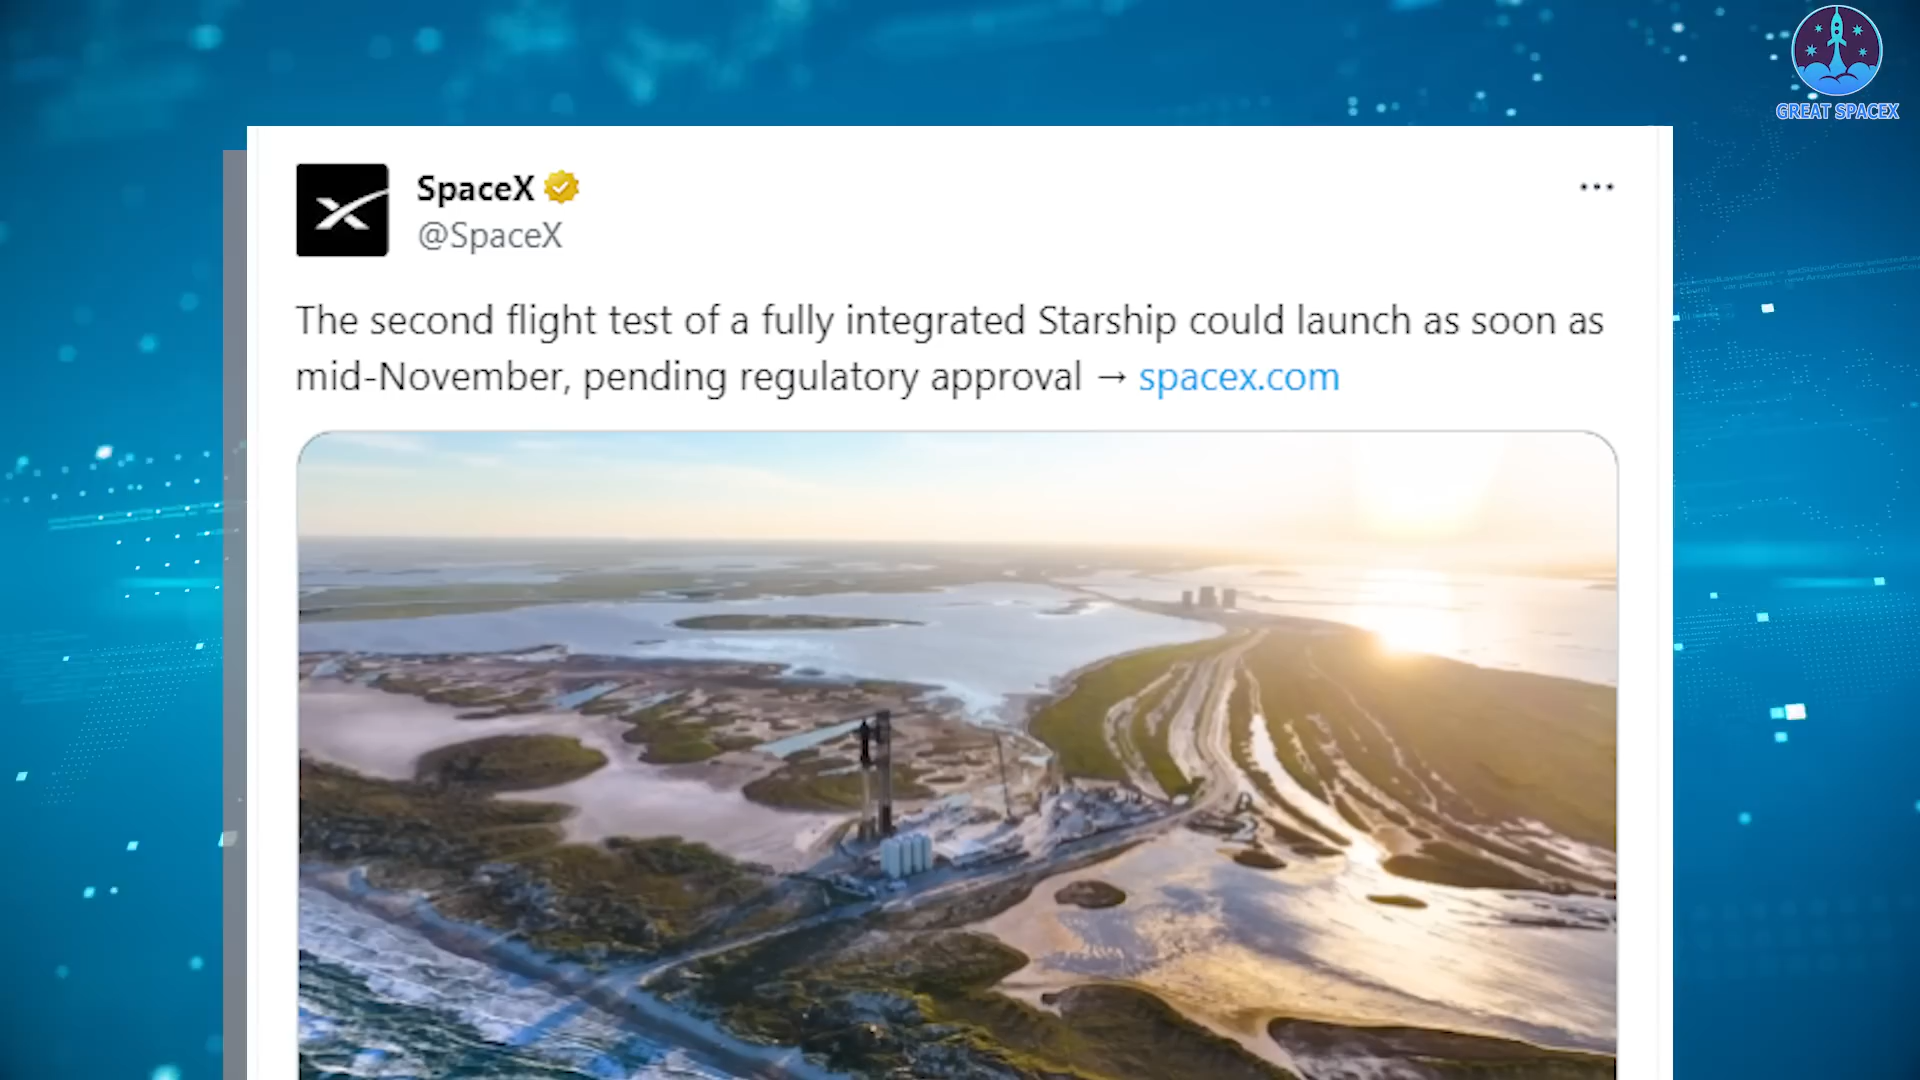 GREAT SPACEX
SpaceX
@SpaceX
The second flight test of a fully integrated Starship could launch as soon as
mid-November, pending regulatory approval → spacex.com